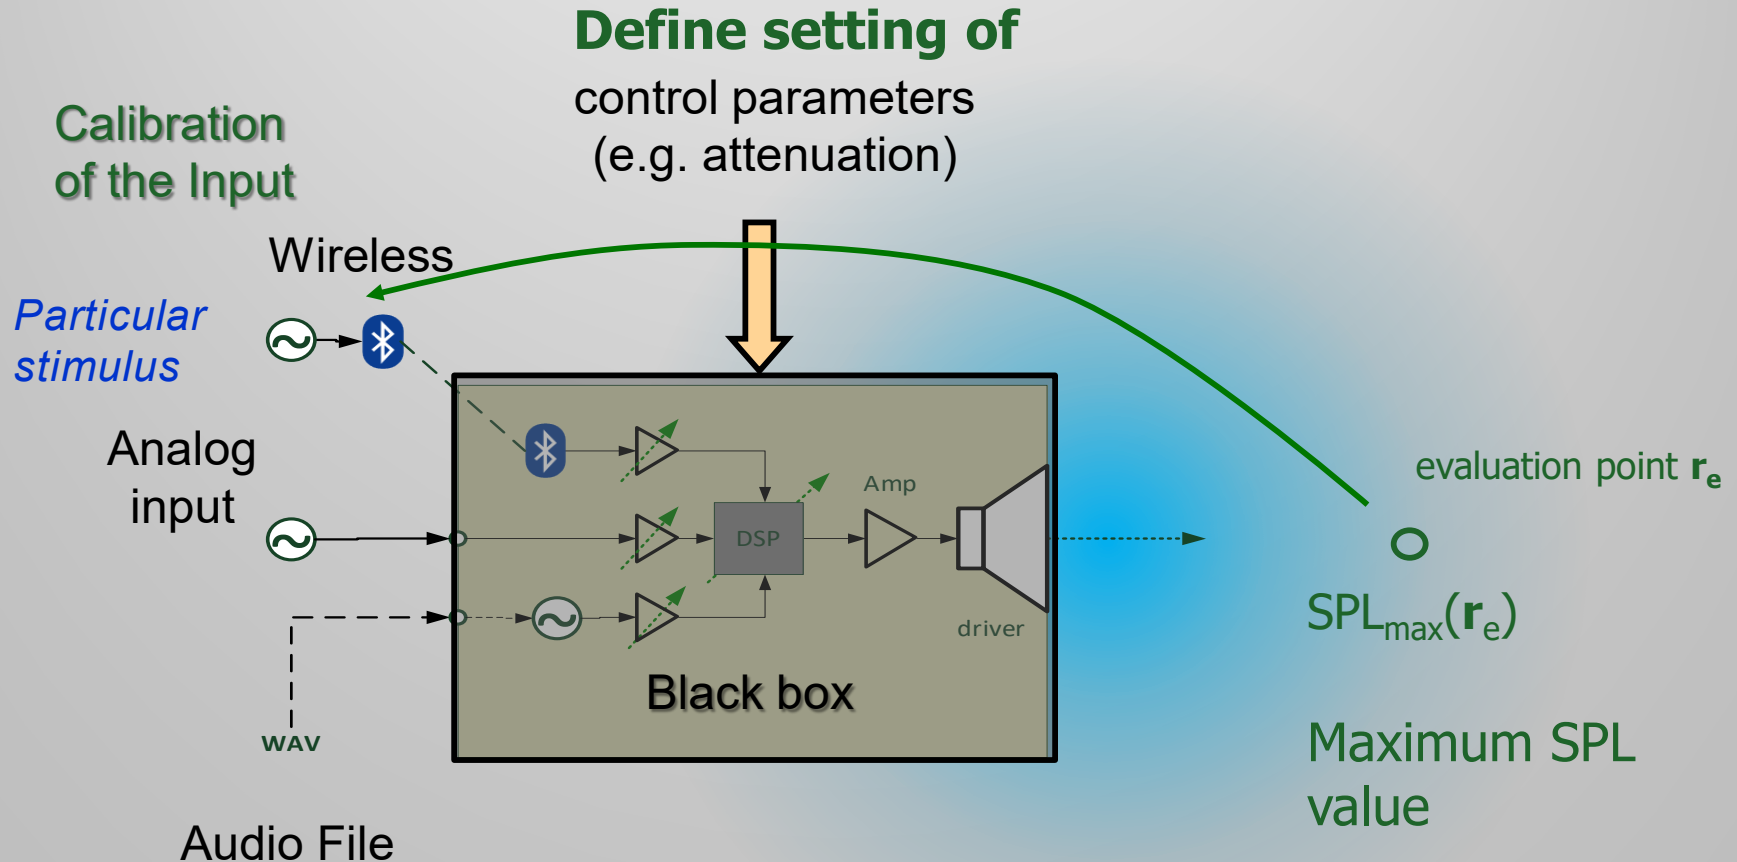 Define setting of
control parameters
(e.g. attenuation)
Calibration
of the Input
Wireless
Particular
stimulus
Analog
input
Amp
DSP
driver
Black box
WAV
Audio File
evaluation point rₑ
SPLmax(rₑ)
Maximum SPL
value